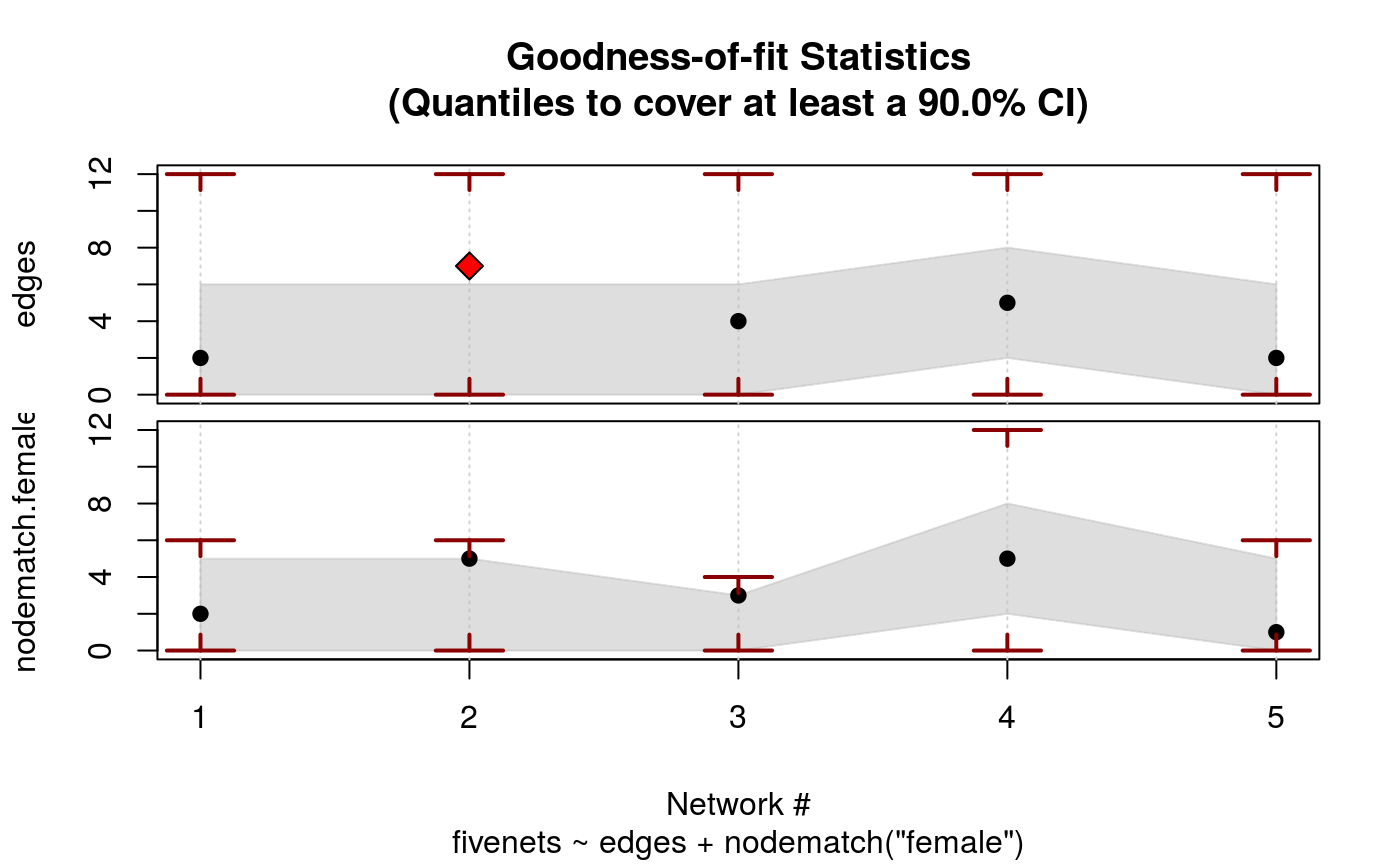 Goodness-of-fit Statistics
(Quantiles to cover at least a 90.0% CI)
edges
12
8
4
0
nodematch.female
12
8
4
0
1 2 3 4 5
Network #
fivenets ~ edges + nodematch("female")